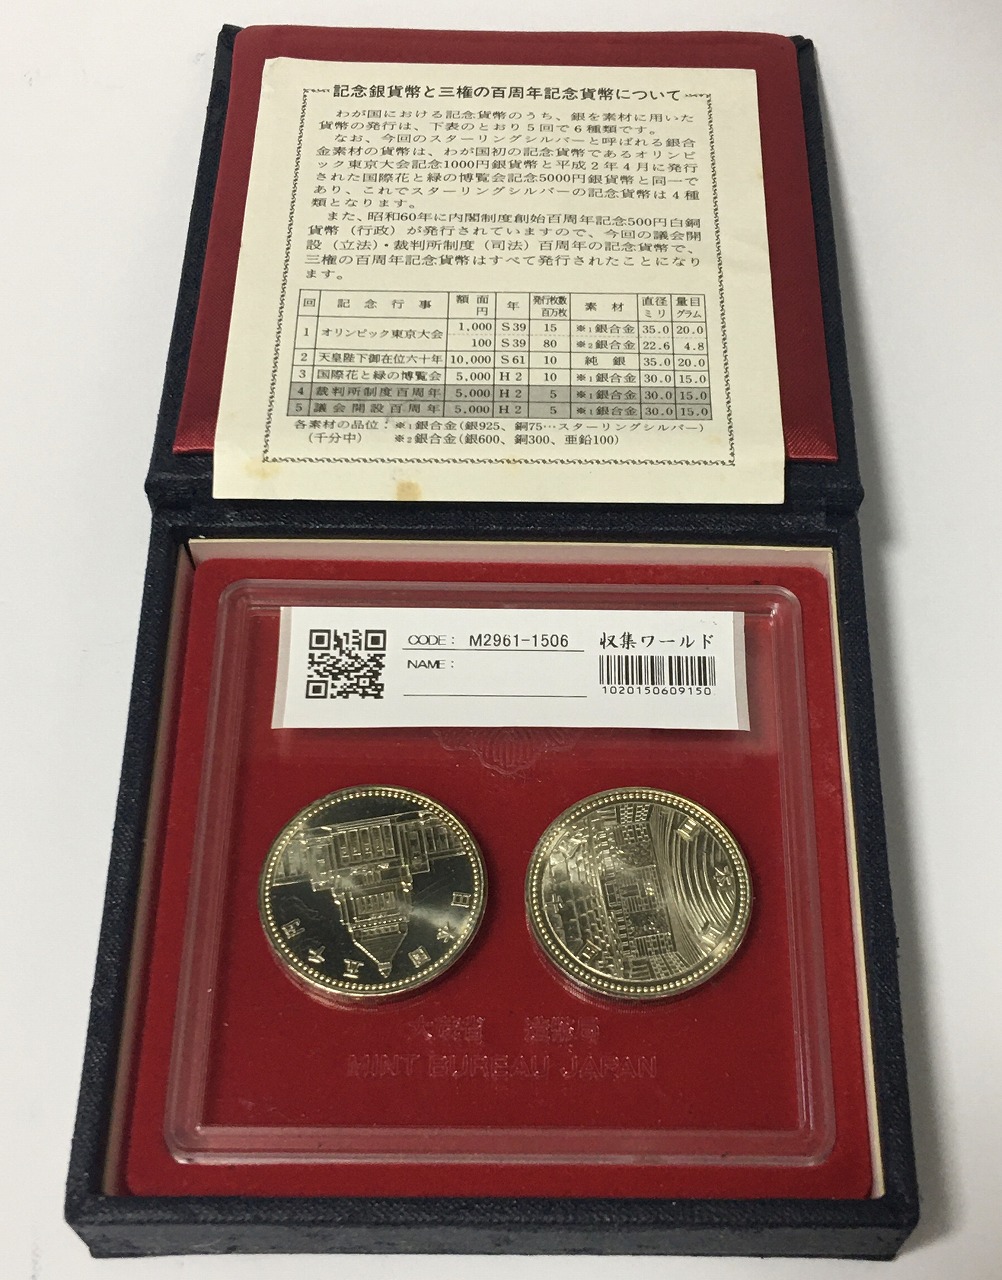 記念銀貨幣と三権の百周年記念貨幣について
わが国における記念貨幣のうち、銀を素材に用いた
貨幣の発行は、下表のとおり5回で6種類です。
なお、今回のスターリングシルバーと呼ばれる銀合
金素材の貨幣は、わが国初の記念貨幣であるオリンピ
ック東京大会記念1000円銀貨幣と平成2年4月に発行
された国際花と緑の博覧会記念5000円銀貨幣と同一で
あり、これでスターリングシルバーの記念貨幣は4種
類となります。
また、昭和60年に内閣制度創始百周年記念500円白銅
貨幣（行政）が発行されていますので、今回の議会開
設（立法）・裁判所制度（司法）百周年の記念貨幣で、
三権の百周年記念貨幣はすべて発行されたことになり
ます。
回 記念行事 額面円 年 発行枚数百万枚 素材 直径ミリ 量目グラム
1 オリンピック東京大会 1,000 S39 15 ※1銀合金 35.0 20.0
100 S39 80 ※2銀合金 22.6 4.8
2 天皇陛下御在位六十年 10,000 S61 10 純銀 35.0 20.0
3 国際花と緑の博覧会 5,000 H2 10 ※1銀合金 30.0 15.0
4 裁判所制度百周年 5,000 H2 5 ※1銀合金 30.0 15.0
5 議会開設百周年 5,000 H2 5 ※1銀合金 30.0 15.0
各素材の品位：※1銀合金（銀925、銅75…スターリングシルバー）
（千分中） ※2銀合金（銀600、銅300、亜鉛100）
CODE: M2961-1506
NAME:
収集ワールド
1020150609150
日本国
五千円
日本国
大蔵省 造幣局
MINT BUREAU JAPAN